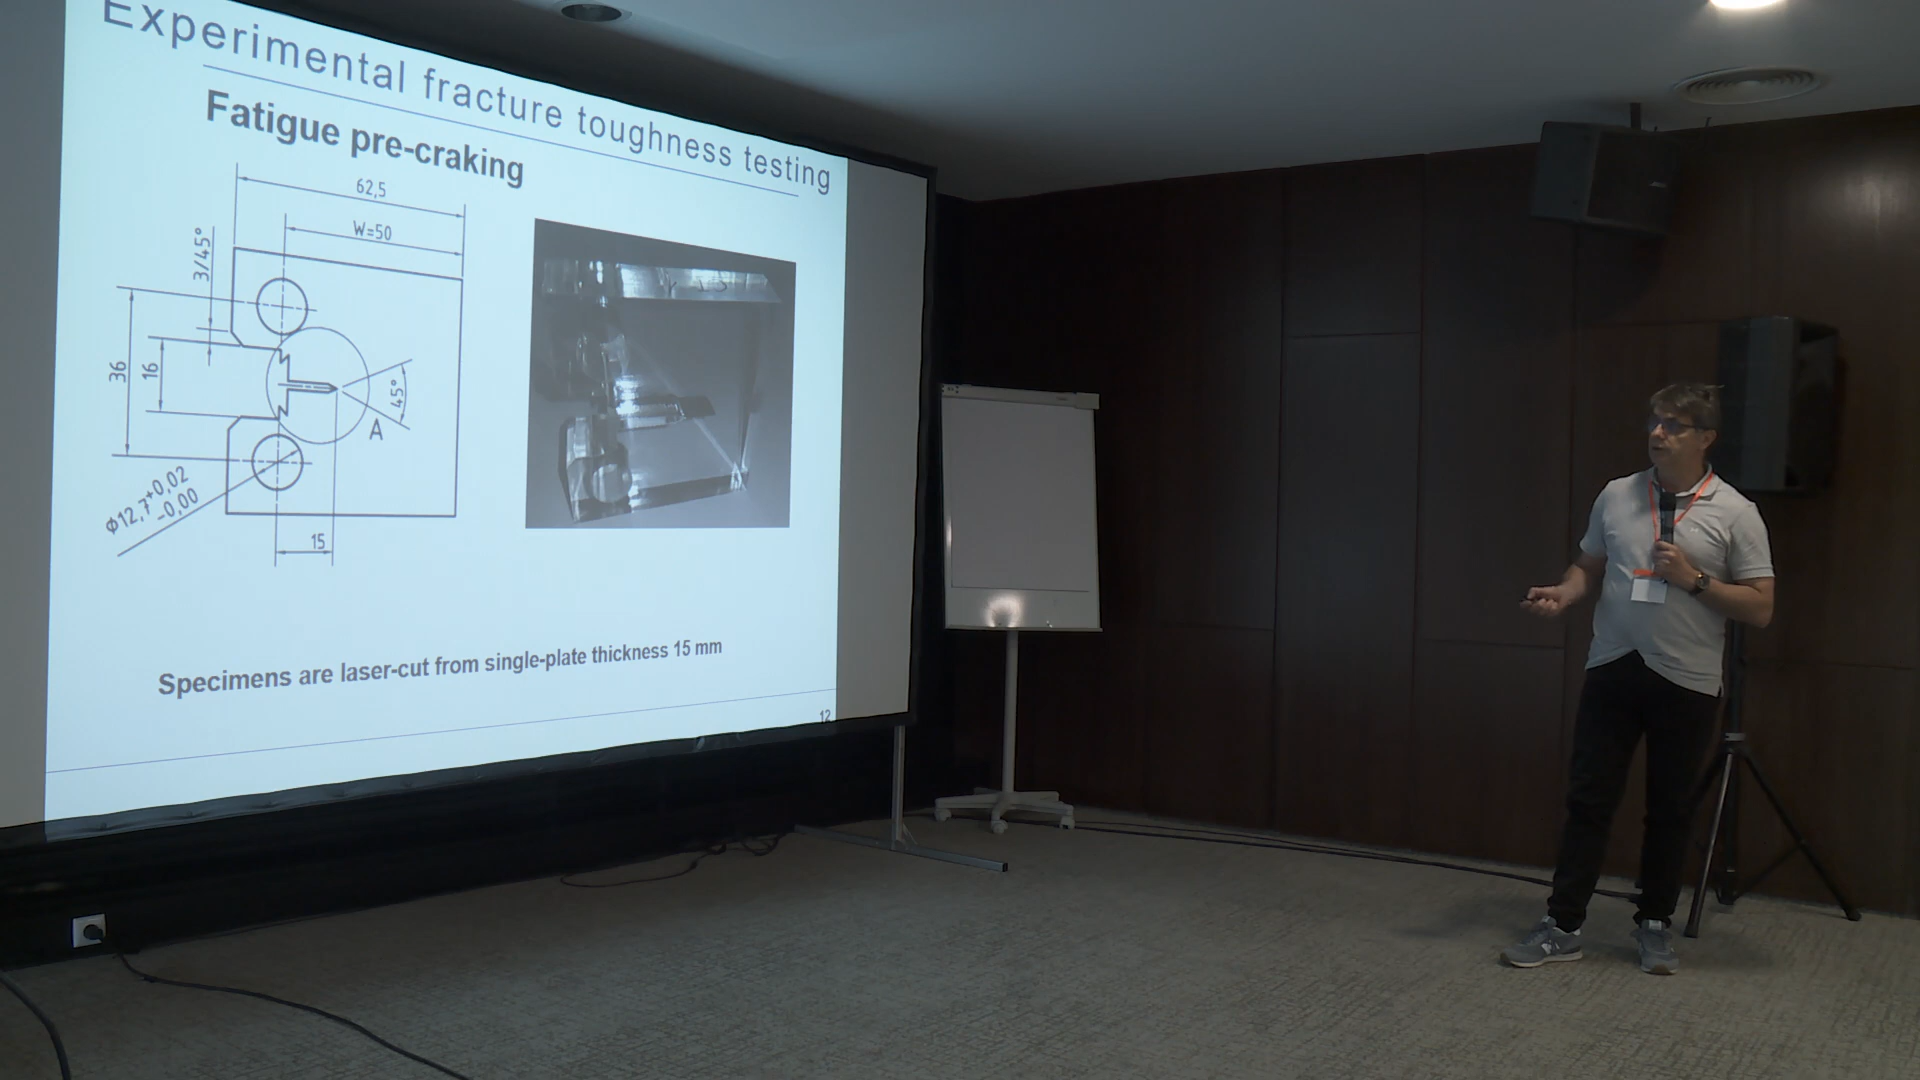 Experimental fracture toughness testing
Fatigue pre-craking
62,5
W=50
3/45°
36
16
45°
A
ϕ12,7+0,02
-0,00
15
Specimens are laser-cut from single-plate thickness 15 mm
12